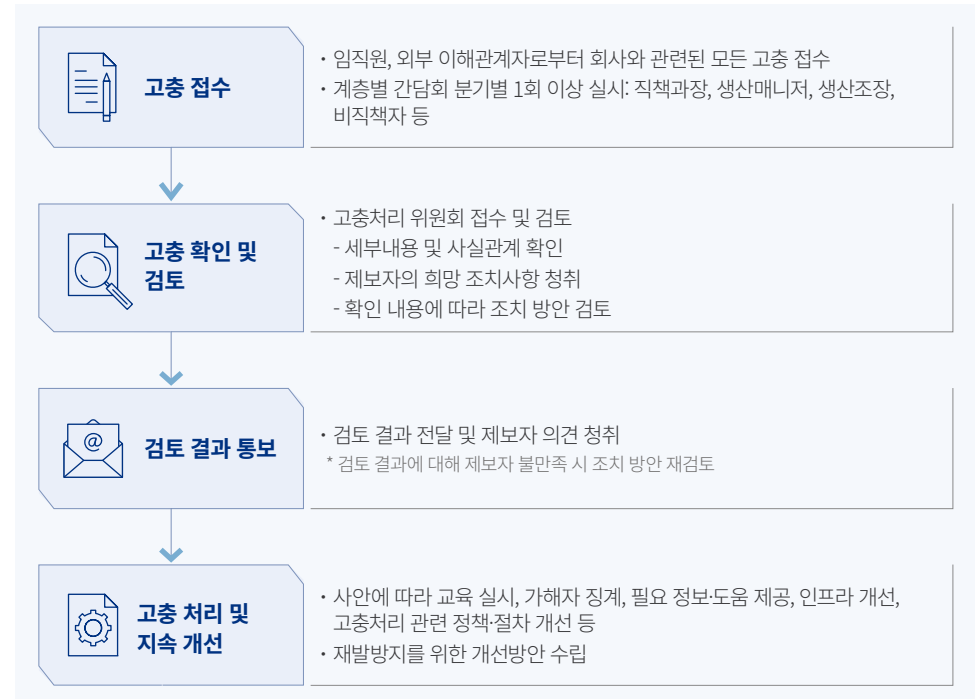 고충 접수
· 임직원, 외부 이해관계자로부터 회사와 관련된 모든 고충 접수
· 계층별 간담회 분기별 1회 이상 실시: 직책과장, 생산매니저, 생산조장,
비직책자 등
고충 확인 및
검토
· 고충처리 위원회 접수 및 검토
- 세부내용 및 사실관계 확인
- 제보자의 희망 조치사항 청취
- 확인 내용에 따라 조치 방안 검토
@
검토 결과 통보
· 검토 결과 전달 및 제보자 의견 청취
* 검토 결과에 대해 제보자 불만족 시 조치 방안 재검토
고충 처리 및
지속 개선
· 사안에 따라 교육 실시, 가해자 징계, 필요 정보·도움 제공, 인프라 개선,
고충처리 관련 정책·절차 개선 등
· 재발방지를 위한 개선방안 수립